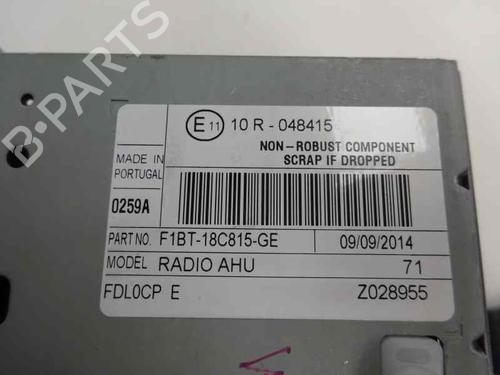 E 11 10 R - 048415
NON - ROBUST COMPONENT
SCRAP IF DROPPED
MADE IN
PORTUGAL
0259A
PART NO. F1BT-18C815-GE 09/09/2014
MODEL RADIO AHU 71
FDL0CP E Z028955
B-PARTS